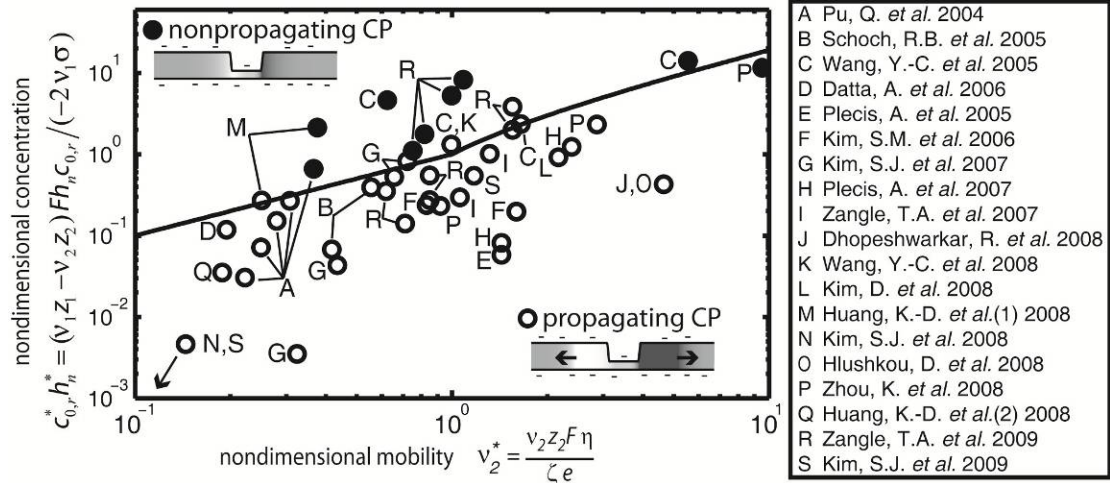 nondimensional concentration
c*₀,ᵣ h*ₙ = (ν₁z₁ − ν₂z₂) Fhₙc₀,ᵣ/(−2ν₁σ)
10¹
10⁰
10⁻¹
10⁻²
10⁻³
nonpropagating CP
C
P
R
C
M
C,K
R
G
H
P
C
L
I
S
J,O
B
R
F
R
P
I
F
D
H
E
Q
A
G
propagating CP
N,S
G
10⁻¹
10⁰
10¹
nondimensional mobility ν₂* = ν₂z₂Fη / ζe
A Pu, Q. et al. 2004
B Schoch, R.B. et al. 2005
C Wang, Y.-C. et al. 2005
D Datta, A. et al. 2006
E Plecis, A. et al. 2005
F Kim, S.M. et al. 2006
G Kim, S.J. et al. 2007
H Plecis, A. et al. 2007
I Zangle, T.A. et al. 2007
J Dhopeshwarkar, R. et al. 2008
K Wang, Y.-C. et al. 2008
L Kim, D. et al. 2008
M Huang, K.-D. et al.(1) 2008
N Kim, S.J. et al. 2008
O Hlushkou, D. et al. 2008
P Zhou, K. et al. 2008
Q Huang, K.-D. et al.(2) 2008
R Zangle, T.A. et al. 2009
S Kim, S.J. et al. 2009